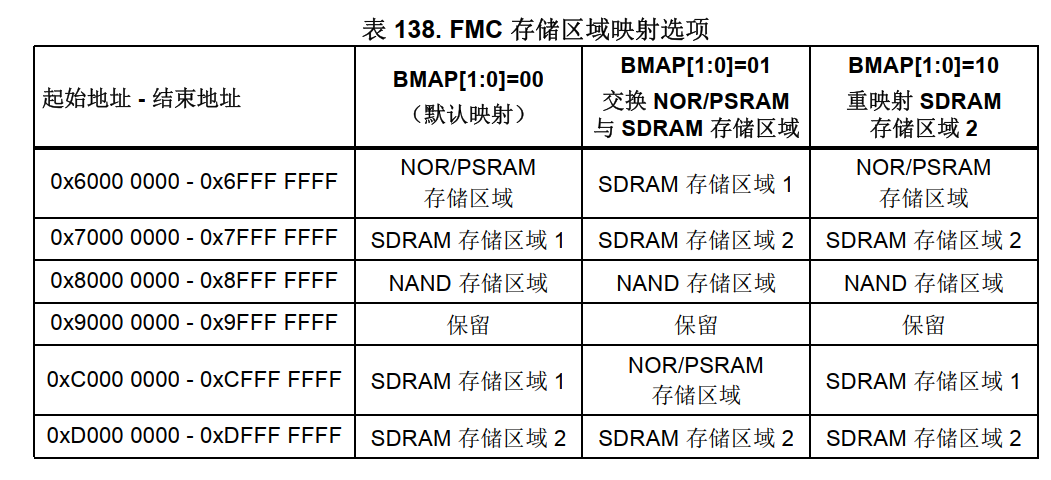 表 138. FMC 存储区域映射选项
起始地址 - 结束地址
BMAP[1:0]=00
（默认映射）
BMAP[1:0]=01
交换 NOR/PSRAM
与 SDRAM 存储区域
BMAP[1:0]=10
重映射 SDRAM
存储区域 2
0x6000 0000 - 0x6FFF FFFF
NOR/PSRAM
存储区域
SDRAM 存储区域 1
NOR/PSRAM
存储区域
0x7000 0000 - 0x7FFF FFFF
SDRAM 存储区域 1
SDRAM 存储区域 2
SDRAM 存储区域 2
0x8000 0000 - 0x8FFF FFFF
NAND 存储区域
NAND 存储区域
NAND 存储区域
0x9000 0000 - 0x9FFF FFFF
保留
保留
保留
0xC000 0000 - 0xCFFF FFFF
SDRAM 存储区域 1
NOR/PSRAM
存储区域
SDRAM 存储区域 1
0xD000 0000 - 0xDFFF FFFF
SDRAM 存储区域 2
SDRAM 存储区域 2
SDRAM 存储区域 2